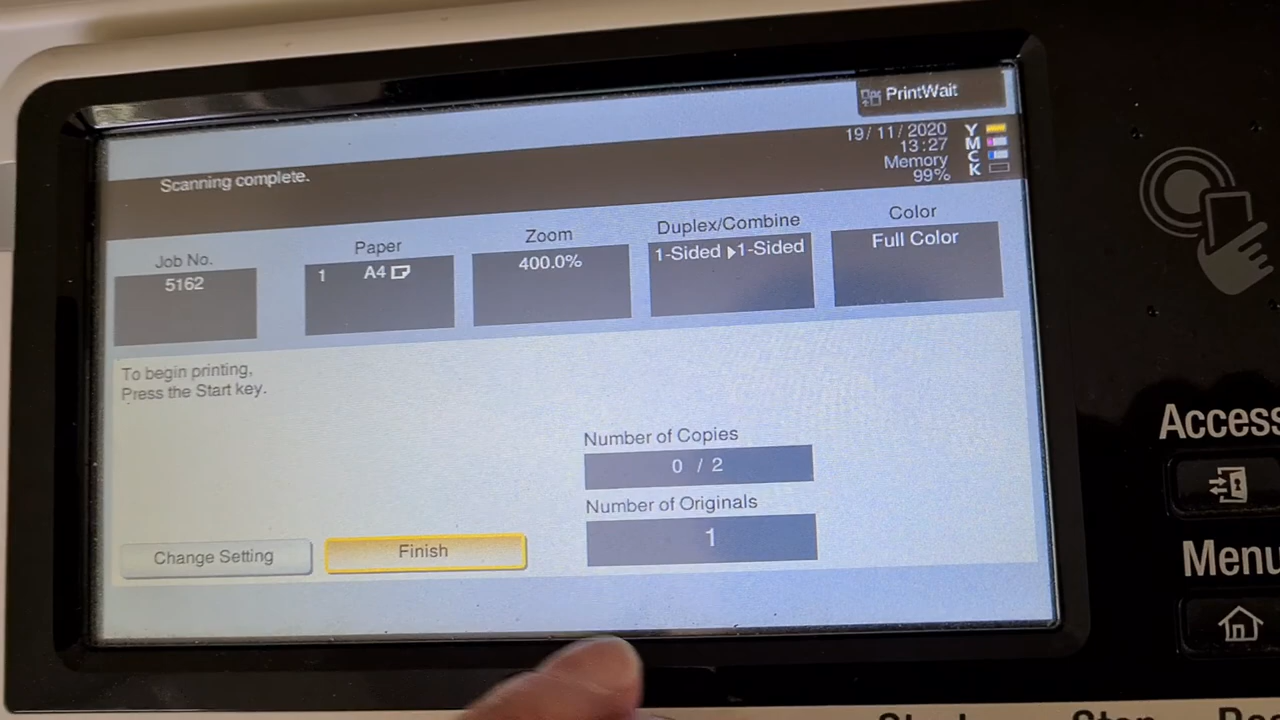 PrintWait
19/11/2020
13:27
Memory
99%
Y
M
C
K
Scanning complete.
Job No.
5162
Paper
1 A4
Zoom
400.0%
Duplex/Combine
1-Sided ▶1-Sided
Color
Full Color
To begin printing,
Press the Start key.
Number of Copies
0 / 2
Number of Originals
1
Change Setting
Finish
Access
Menu